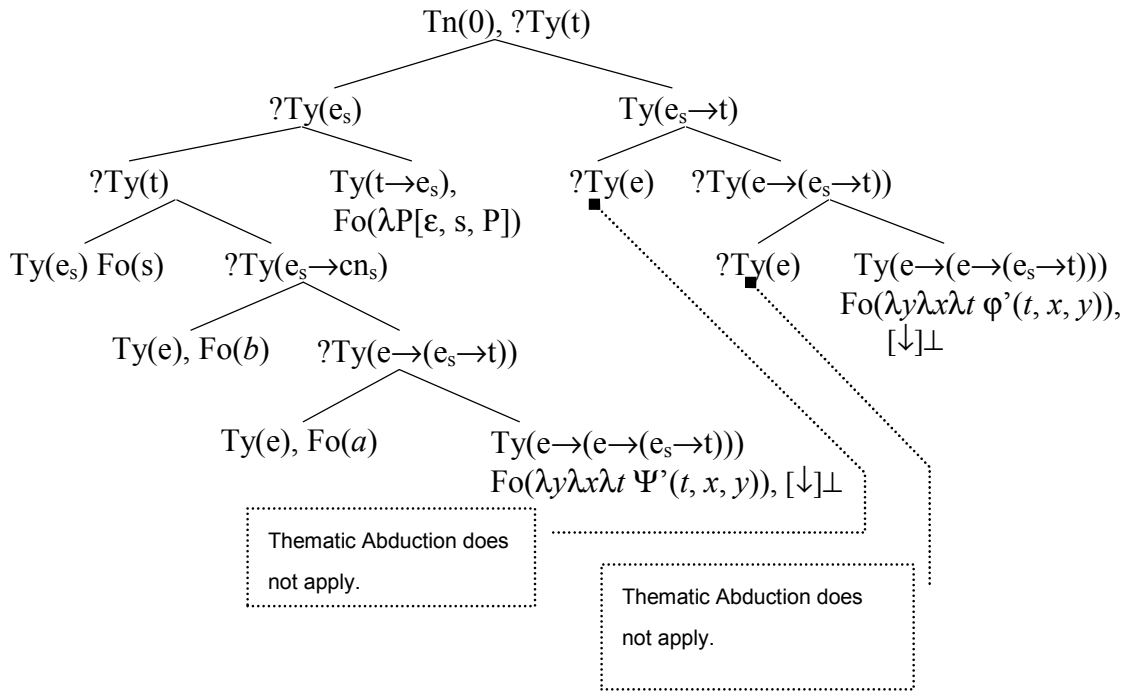 Tn(0), ?Ty(t)
?Ty(eₛ) Ty(eₛ→t)
?Ty(t) Ty(t→eₛ), ?Ty(e) ?Ty(e→(eₛ→t))
Fo(λP[ε, s, P])
Ty(eₛ) Fo(s) ?Ty(eₛ→cnₛ) ?Ty(e) Ty(e→(e→(eₛ→t)))
Fo(λyλxλt φ’(t, x, y)),
[↓]⊥
Ty(e), Fo(b) ?Ty(e→(eₛ→t))
Ty(e), Fo(a) Ty(e→(e→(eₛ→t)))
Fo(λyλxλt Ψ’(t, x, y)), [↓]⊥
Thematic Abduction does
not apply.
Thematic Abduction does
not apply.